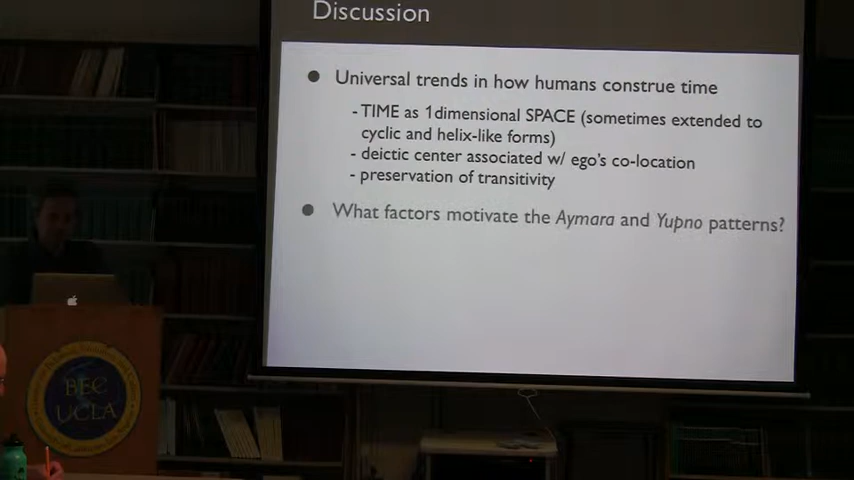 Discussion
Universal trends in how humans construe time
- TIME as 1dimensional SPACE (sometimes extended to
cyclic and helix-like forms)
- deictic center associated w/ ego's co-location
- preservation of transitivity
What factors motivate the Aymara and Yupno patterns?
BEC
UCLA